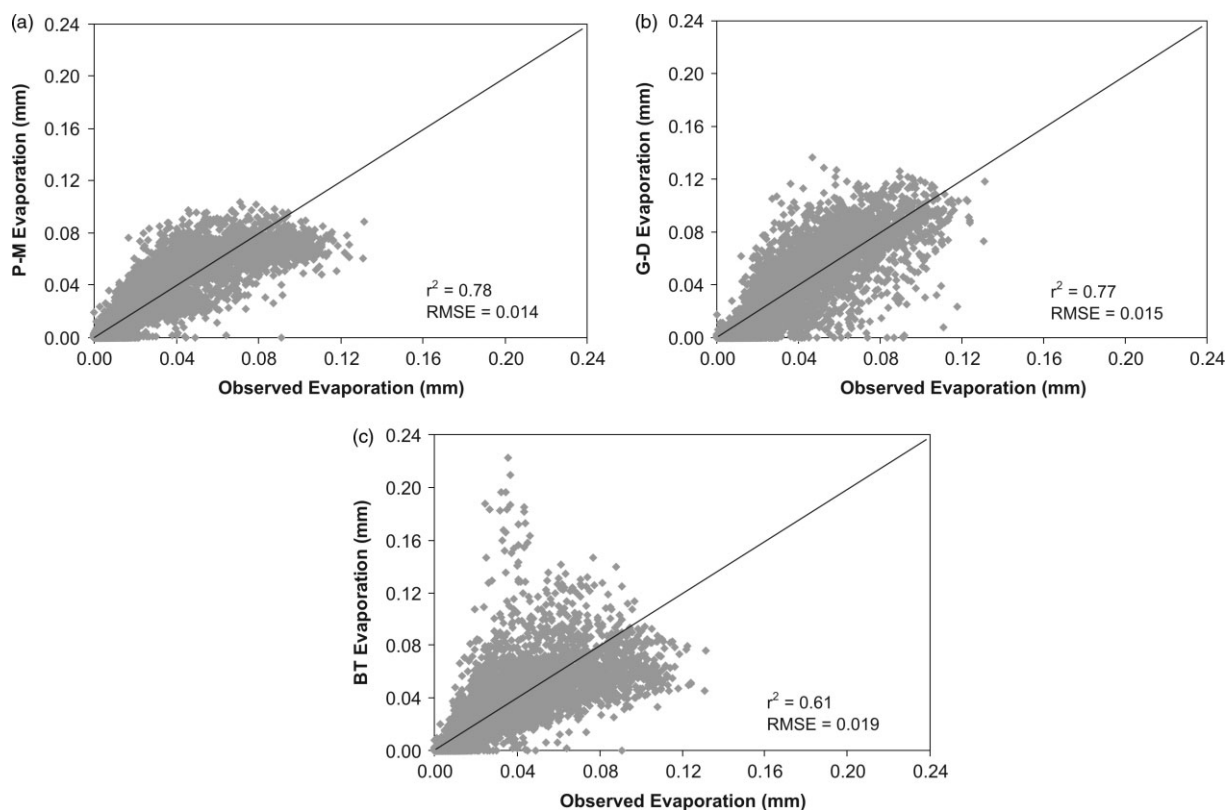 (a)
0.24
0.20
0.16
0.12
0.08
0.04
0.00
P-M Evaporation (mm)
r² = 0.78
RMSE = 0.014
0.00 0.04 0.08 0.12 0.16 0.20 0.24
Observed Evaporation (mm)
(b)
0.24
0.20
0.16
0.12
0.08
0.04
0.00
G-D Evaporation (mm)
r² = 0.77
RMSE = 0.015
0.00 0.04 0.08 0.12 0.16 0.20 0.24
Observed Evaporation (mm)
(c)
0.24
0.20
0.16
0.12
0.08
0.04
0.00
BT Evaporation (mm)
r² = 0.61
RMSE = 0.019
0.00 0.04 0.08 0.12 0.16 0.20 0.24
Observed Evaporation (mm)